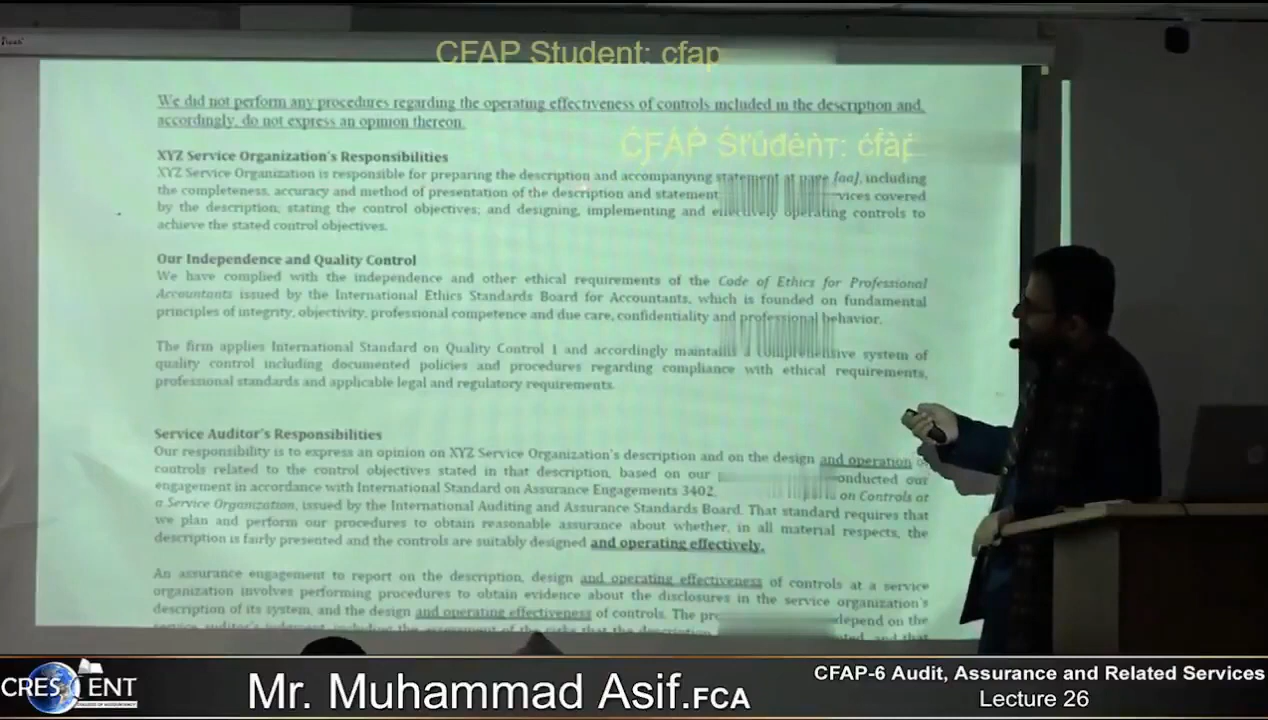 CFAP Student: cfap
We did not perform any procedures regarding the operating effectiveness of controls included in the description and,
accordingly, do not express an opinion thereon.
CFAP Student: cfap
XYZ Service Organization's Responsibilities
XYZ Service Organization is responsible for preparing the description and accompanying statement at page [aa], including
the completeness, accuracy and method of presentation of the description and statement
by the description; stating the control objectives; and designing, implementing and effectively operating controls to
achieve the stated control objectives.
Our Independence and Quality Control
We have complied with the independence and other ethical requirements of the Code of Ethics for Professional
Accountants issued by the International Ethics Standards Board for Accountants, which is founded on fundamental
principles of integrity, objectivity, professional competence and due care, confidentiality and professional behavior.
The firm applies International Standard on Quality Control 1 and accordingly maintains a comprehensive system of
quality control including documented policies and procedures regarding compliance with ethical requirements,
professional standards and applicable legal and regulatory requirements.
Service Auditor's Responsibilities
Our responsibility is to express an opinion on XYZ Service Organization's description and on the design and operation
controls related to the control objectives stated in that description, based on our
engagement in accordance with International Standard on Assurance Engagements 3402, on Controls at
a Service Organization, issued by the International Auditing and Assurance Standards Board. That standard requires that
we plan and perform our procedures to obtain reasonable assurance about whether, in all material respects, the
description is fairly presented and the controls are suitably designed and operating effectively.
An assurance engagement to report on the description, design and operating effectiveness of controls at a service
organization involves performing procedures to obtain evidence about the disclosures in the service organization's
description of its system, and the design and operating effectiveness of controls. The depend on the
CRESCENT
COLLEGE OF ACCOUNTANCY
Mr. Muhammad Asif.FCA
CFAP-6 Audit, Assurance and Related Services
Lecture 26